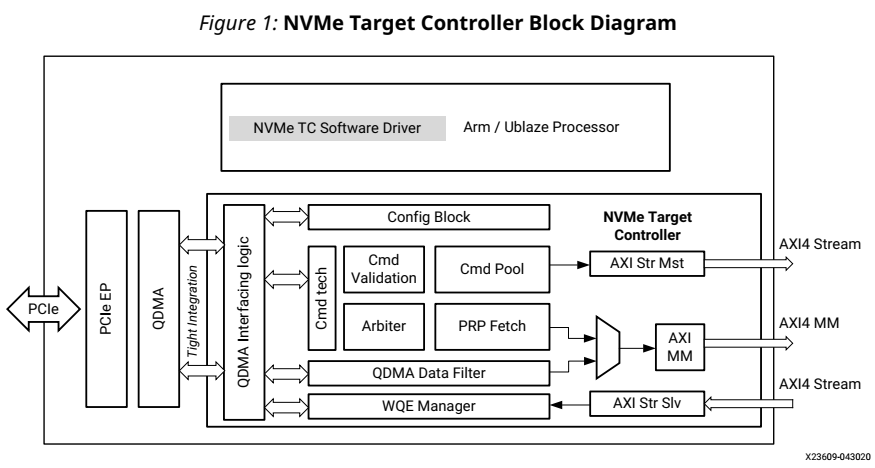 Figure 1: NVMe Target Controller Block Diagram
NVMe TC Software Driver
Arm / Ublaze Processor
PCIe
PCIe EP
QDMA
Tight Integration
QDMA Interfacing logic
Config Block
NVMe Target
Controller
Cmd tech
Cmd
Validation
Cmd Pool
AXI Str Mst
AXI4 Stream
Arbiter
PRP Fetch
AXI
MM
AXI4 MM
QDMA Data Filter
WQE Manager
AXI Str Slv
AXI4 Stream
X23609-043020